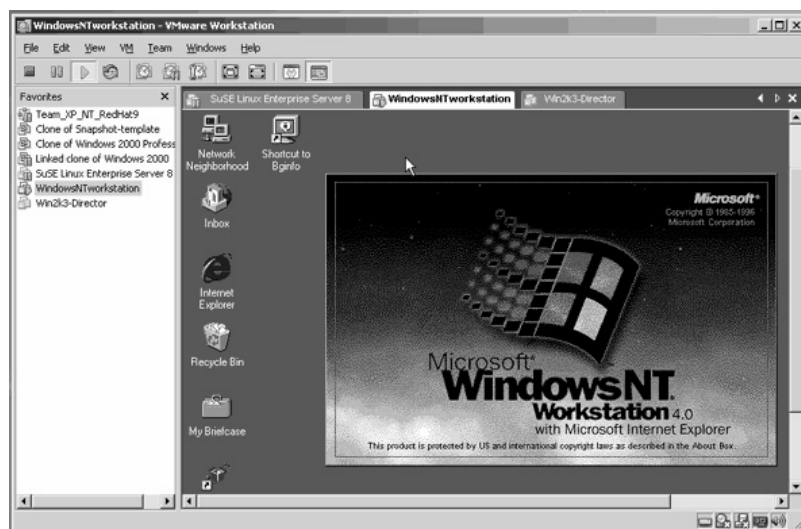 WindowsNTworkstation - VMware Workstation
File Edit View VM Team Windows Help
Favorites
Team_XP_NT_RedHat9
Clone of Snapshot-template
Clone of Windows 2000 Profess
Linked clone of Windows 2000
SuSE Linux Enterprise Server 8
WindowsNTworkstation
Win2k3-Director
SuSE Linux Enterprise Server 8 WindowsNTworkstation Win2k3-Director
Network Neighborhood
Shortcut to Bginfo
Inbox
Internet Explorer
Recycle Bin
My Briefcase
Microsoft®
Copyright © 1985-1996
Microsoft Corporation
Microsoft®
WindowsNT.
Workstation 4.0
with Microsoft Internet Explorer
This product is protected by US and international copyright laws as described in the About Box.